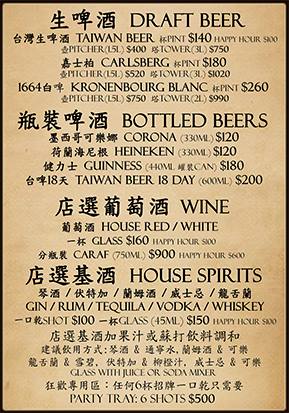 生啤酒 DRAFT BEER
台灣生啤酒 TAIWAN BEER 杯PINT $140 HAPPY HOUR $100
壺PITCHER(1.5L) $400 塔TOWER(3L) $750
嘉士柏 CARLSBERG 杯PINT $180
壺PITCHER(1.5L) $520 塔TOWER(3L) $1020
1664白啤 KRONENBOURG BLANC 杯PINT $260
壺PITCHER(1.5L) $750 塔TOWER(2L) $990
瓶裝啤酒 BOTTLED BEERS
墨西哥可樂娜 CORONA (330ML) $120
荷蘭海尼根 HEINEKEN (330ML) $120
健力士 GUINNESS (440ML 罐裝CAN) $180
台啤18天 TAIWAN BEER 18 DAY (600ML) $200
店選葡萄酒 WINE
葡萄酒 HOUSE RED / WHITE
一杯 GLASS $160 HAPPY HOUR $100
分瓶裝 CARAF (750ML) $900 HAPPY HOUR $600
店選基酒 HOUSE SPIRITS
琴酒 / 伏特加 / 蘭姆酒 / 威士忌 / 龍舌蘭
GIN / RUM / TEQUILA / VODKA / WHISKEY
一口乾SHOT $100 一杯GLASS (45ML) $150 HAPPY HOUR $100
店選基酒加果汁或蘇打飲料調和
建議飲用方式:琴酒 & 通寧水, 蘭姆酒 & 可樂
龍舌蘭 & 雪碧, 伏特加 & 柳橙汁, 威士忌 & 可樂
GLASS WITH JUICE OR SODA MIXER
狂歡專用區: 任何6杯招牌一口乾只需要
PARTY TRAY: 6 SHOTS $500